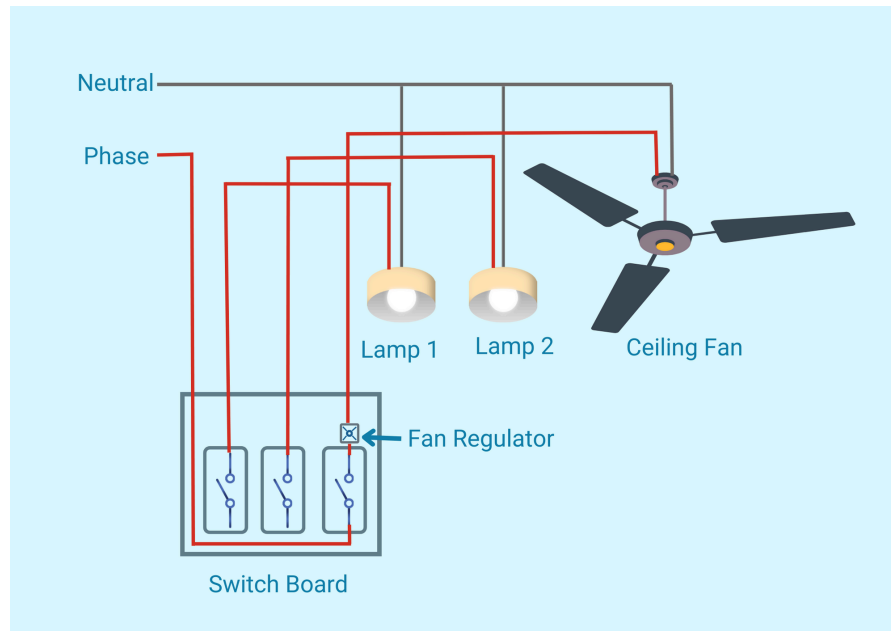 Neutral
Phase
Lamp 1
Lamp 2
Ceiling Fan
Fan Regulator
Switch Board